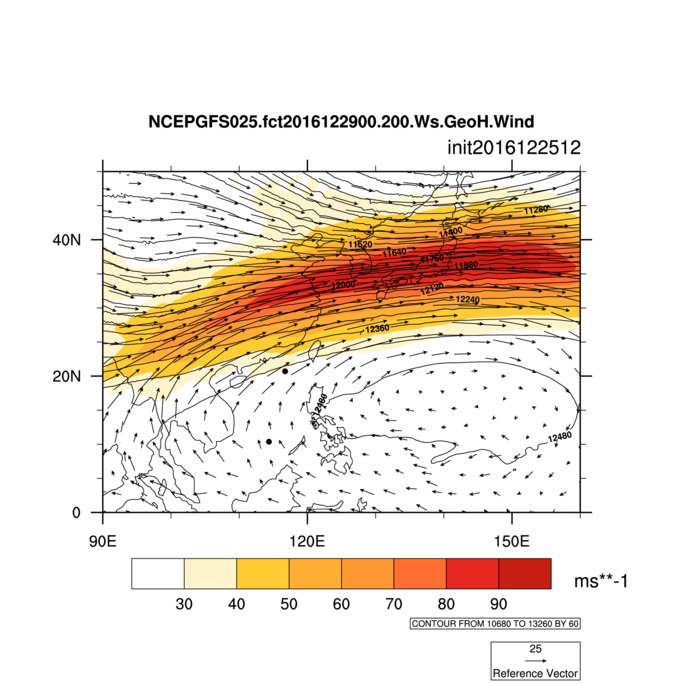 NCEPGFS025.fct2016122900.200.Ws.GeoH.Wind
init2016122512
11280
40N
11400
11520
11640
11760
11880
12000
12120
12240
12360
20N
12480
12480
0
90E 120E 150E
ms**-1
30 40 50 60 70 80 90
CONTOUR FROM 10680 TO 13260 BY 60
25
Reference Vector